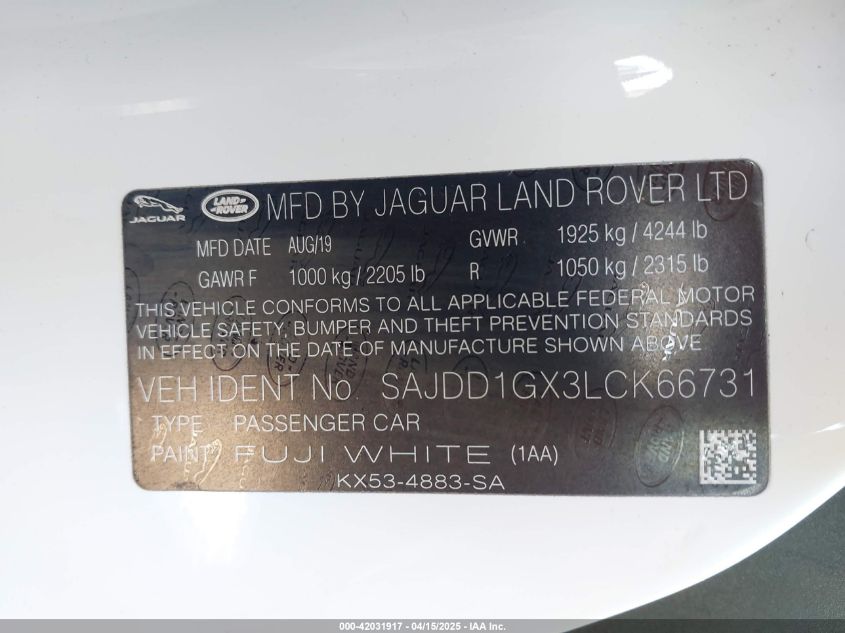 JAGUAR LAND ROVER MFD BY JAGUAR LAND ROVER LTD
MFD DATE AUG/19 GVWR 1925 kg / 4244 lb
GAWR F 1000 kg / 2205 lb R 1050 kg / 2315 lb
THIS VEHICLE CONFORMS TO ALL APPLICABLE FEDERAL MOTOR
VEHICLE SAFETY, BUMPER AND THEFT PREVENTION STANDARDS
IN EFFECT ON THE DATE OF MANUFACTURE SHOWN ABOVE
VEH IDENT No. SAJDD1GX3LCK66731
TYPE PASSENGER CAR
PAINT FUJI WHITE (1AA)
KX53-4883-SA
000-42031917 - 04/15/2025 - IAA Inc.